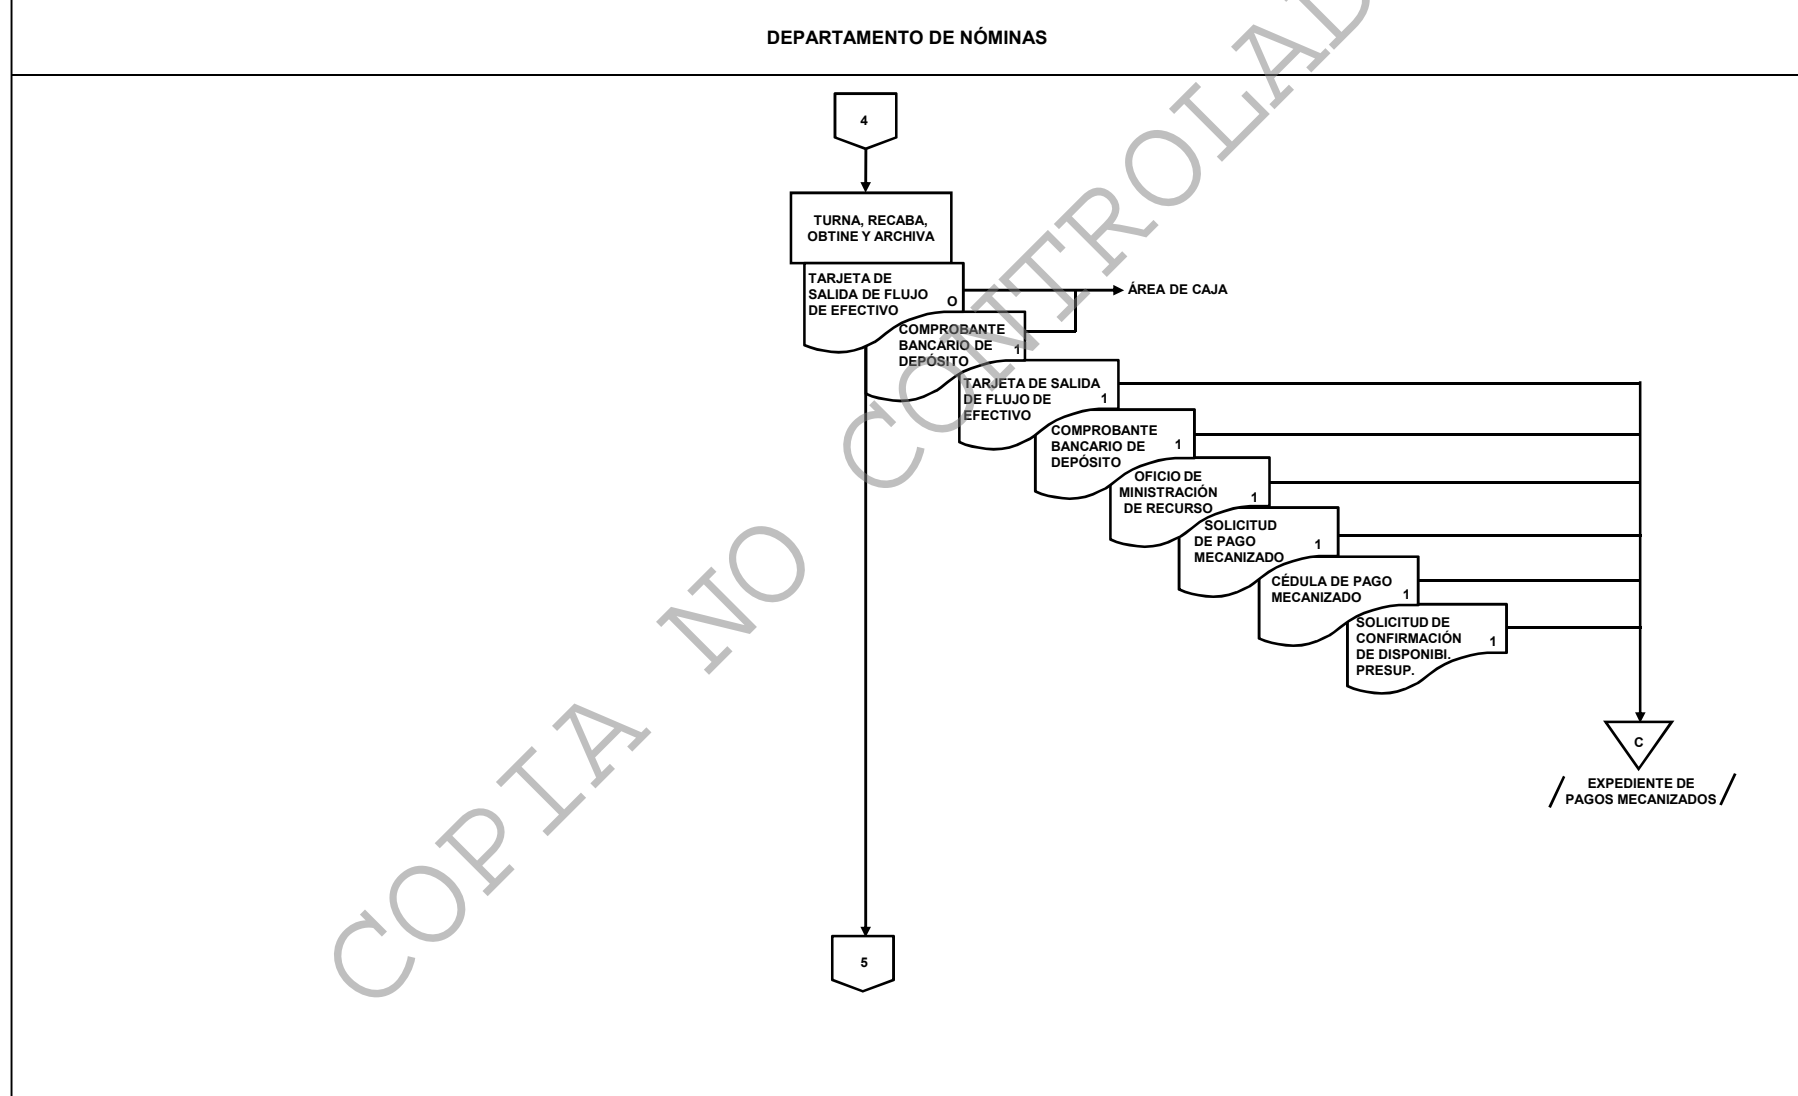 DEPARTAMENTO DE NÓMINAS
4
TURNA, RECABA,
OBTINE Y ARCHIVA
TARJETA DE
SALIDA DE FLUJO
DE EFECTIVO
O
ÁREA DE CAJA
COMPROBANTE
BANCARIO DE
DEPÓSITO
1
TARJETA DE SALIDA
DE FLUJO DE
EFECTIVO
1
COMPROBANTE
BANCARIO DE
DEPÓSITO
1
OFICIO DE
MINISTRACIÓN
DE RECURSO
1
SOLICITUD
DE PAGO
MECANIZADO
1
CÉDULA DE PAGO
MECANIZADO
1
SOLICITUD DE
CONFIRMACIÓN
DE DISPONIBI.
PRESUP.
1
C
EXPEDIENTE DE
PAGOS MECANIZADOS
5
COPIA NO CONTROLAD